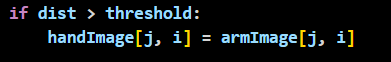 if dist > threshold:
    handImage[j, i] = armImage[j, i]